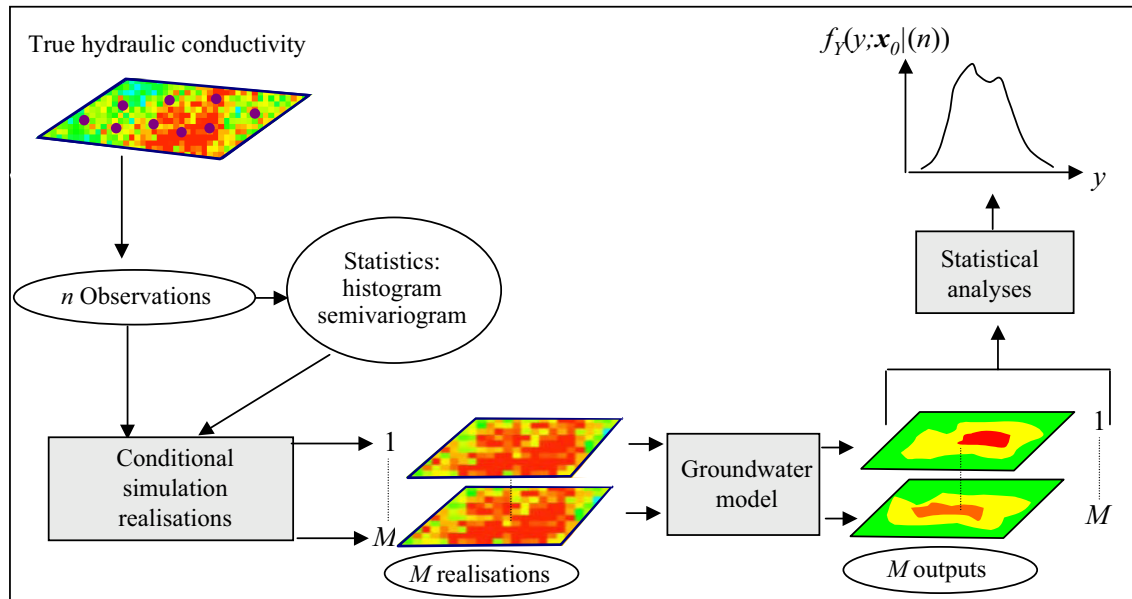 True hydraulic conductivity
f_Y(y;x_0|(n))
y
n Observations
Statistics:
histogram
semivariogram
Statistical
analyses
Conditional
simulation
realisations
1
M
M realisations
Groundwater
model
1
M
M outputs